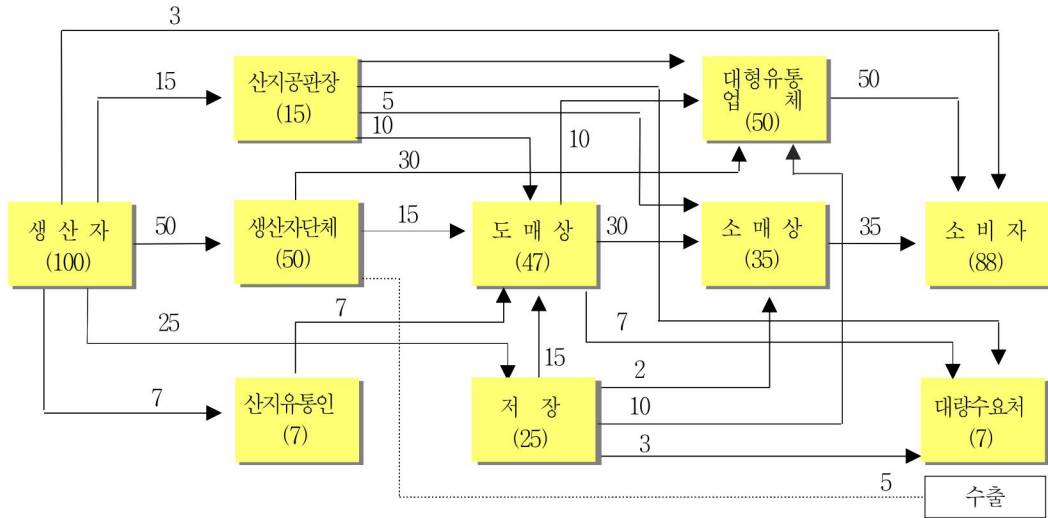 3
산지공판장
(15)
대형유통
업 체
(50)
15
5
10
10
50
30
생 산 자
(100)
50
생산자단체
(50)
15
도 매 상
(47)
30
소 매 상
(35)
35
소 비 자
(88)
25
7
15
7
7
산지유통인
(7)
저 장
(25)
2
10
3
대량수요처
(7)
5
수출